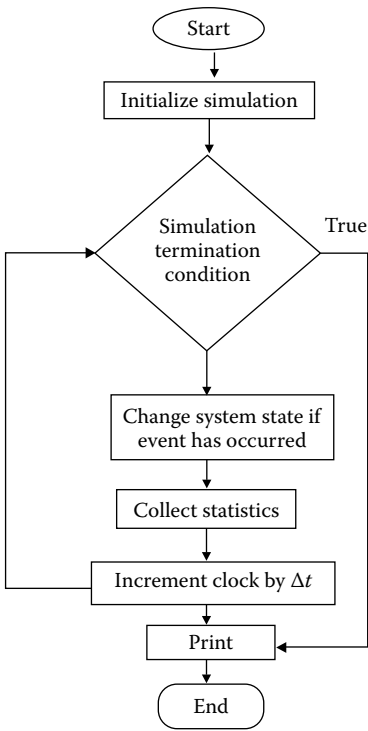 Start
Initialize simulation
Simulation
termination
condition
True
Change system state if
event has occurred
Collect statistics
Increment clock by Δt
Print
End